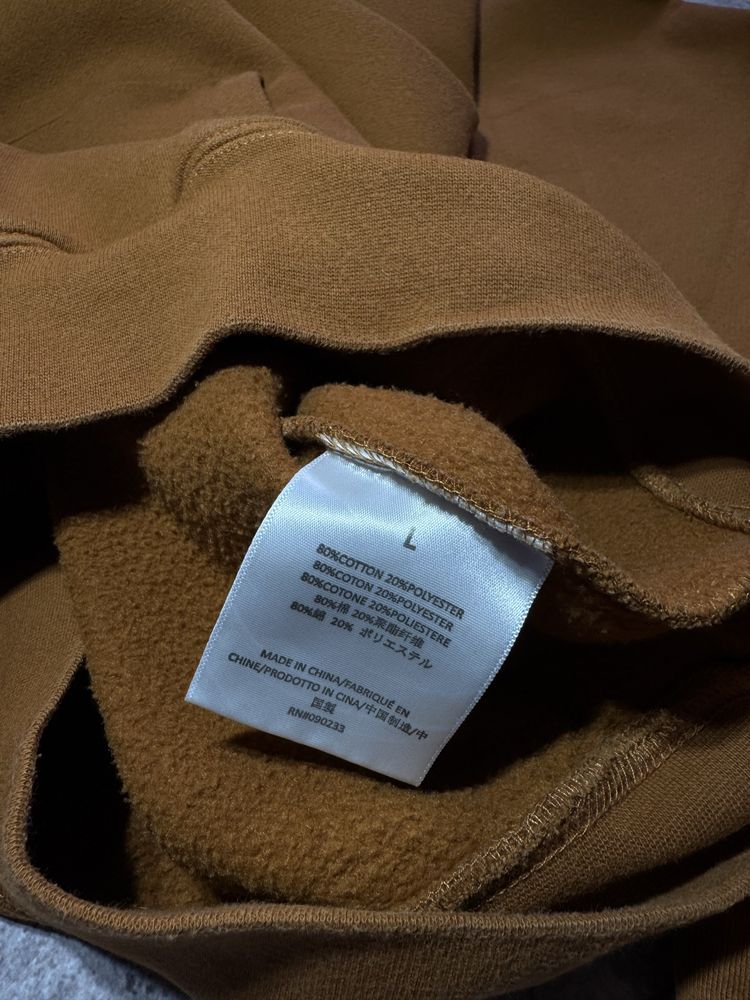 L
80%COTTON 20%POLYESTER
80%COTON 20%POLYESTER
80%COTONE 20%POLIESTERE
80%棉 20%聚酯纤维
80%綿 20% ポリエステル
MADE IN CHINA/FABRIQUÉ EN
CHINE/PRODOTTO IN CINA/中国制造/中
国製
RN#090233